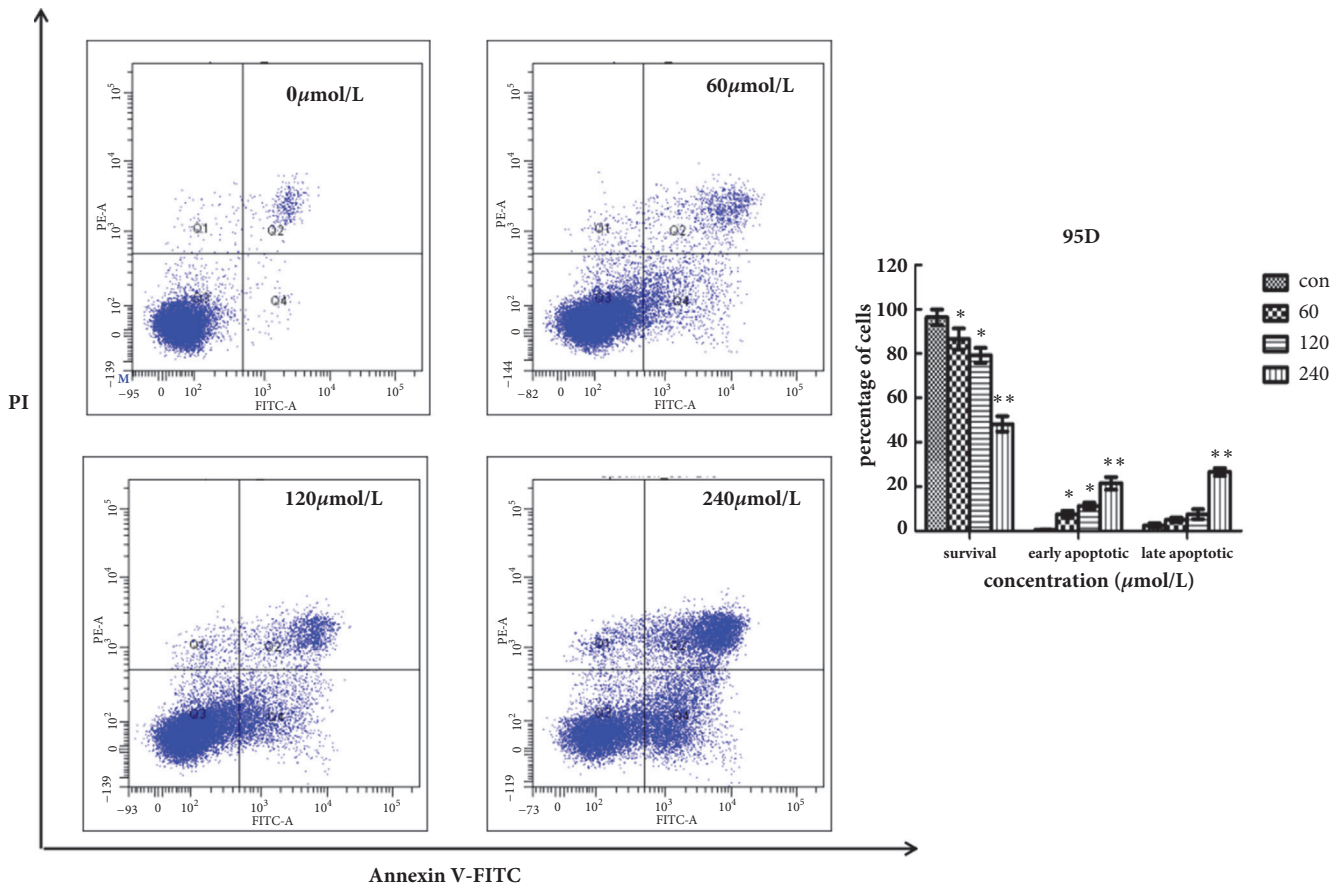 PI
0μmol/L
10⁵
10⁴
PE-A
10³
10²
0
−139
Q1
Q2
Q4
M
−95
0
10²
10³
10⁴
10⁵
FITC-A
60μmol/L
10⁵
10⁴
PE-A
10³
10²
0
−144
Q1
Q2
Q3
Q4
−82
0
10²
10³
10⁴
10⁵
FITC-A
120μmol/L
10⁵
10⁴
PE-A
10³
10²
0
−139
Q1
Q2
Q3
Q4
−93
0
10²
10³
10⁴
10⁵
FITC-A
240μmol/L
10⁵
10⁴
PE-A
10³
10²
0
−119
Q1
Q2
Q3
Q4
−73
0
10²
10³
10⁴
10⁵
FITC-A
Annexin V-FITC
95D
percentage of cells
120
100
80
60
40
20
0
*
*
**
*
*
**
**
survival early apoptotic late apoptotic
concentration (μmol/L)
con
60
120
240